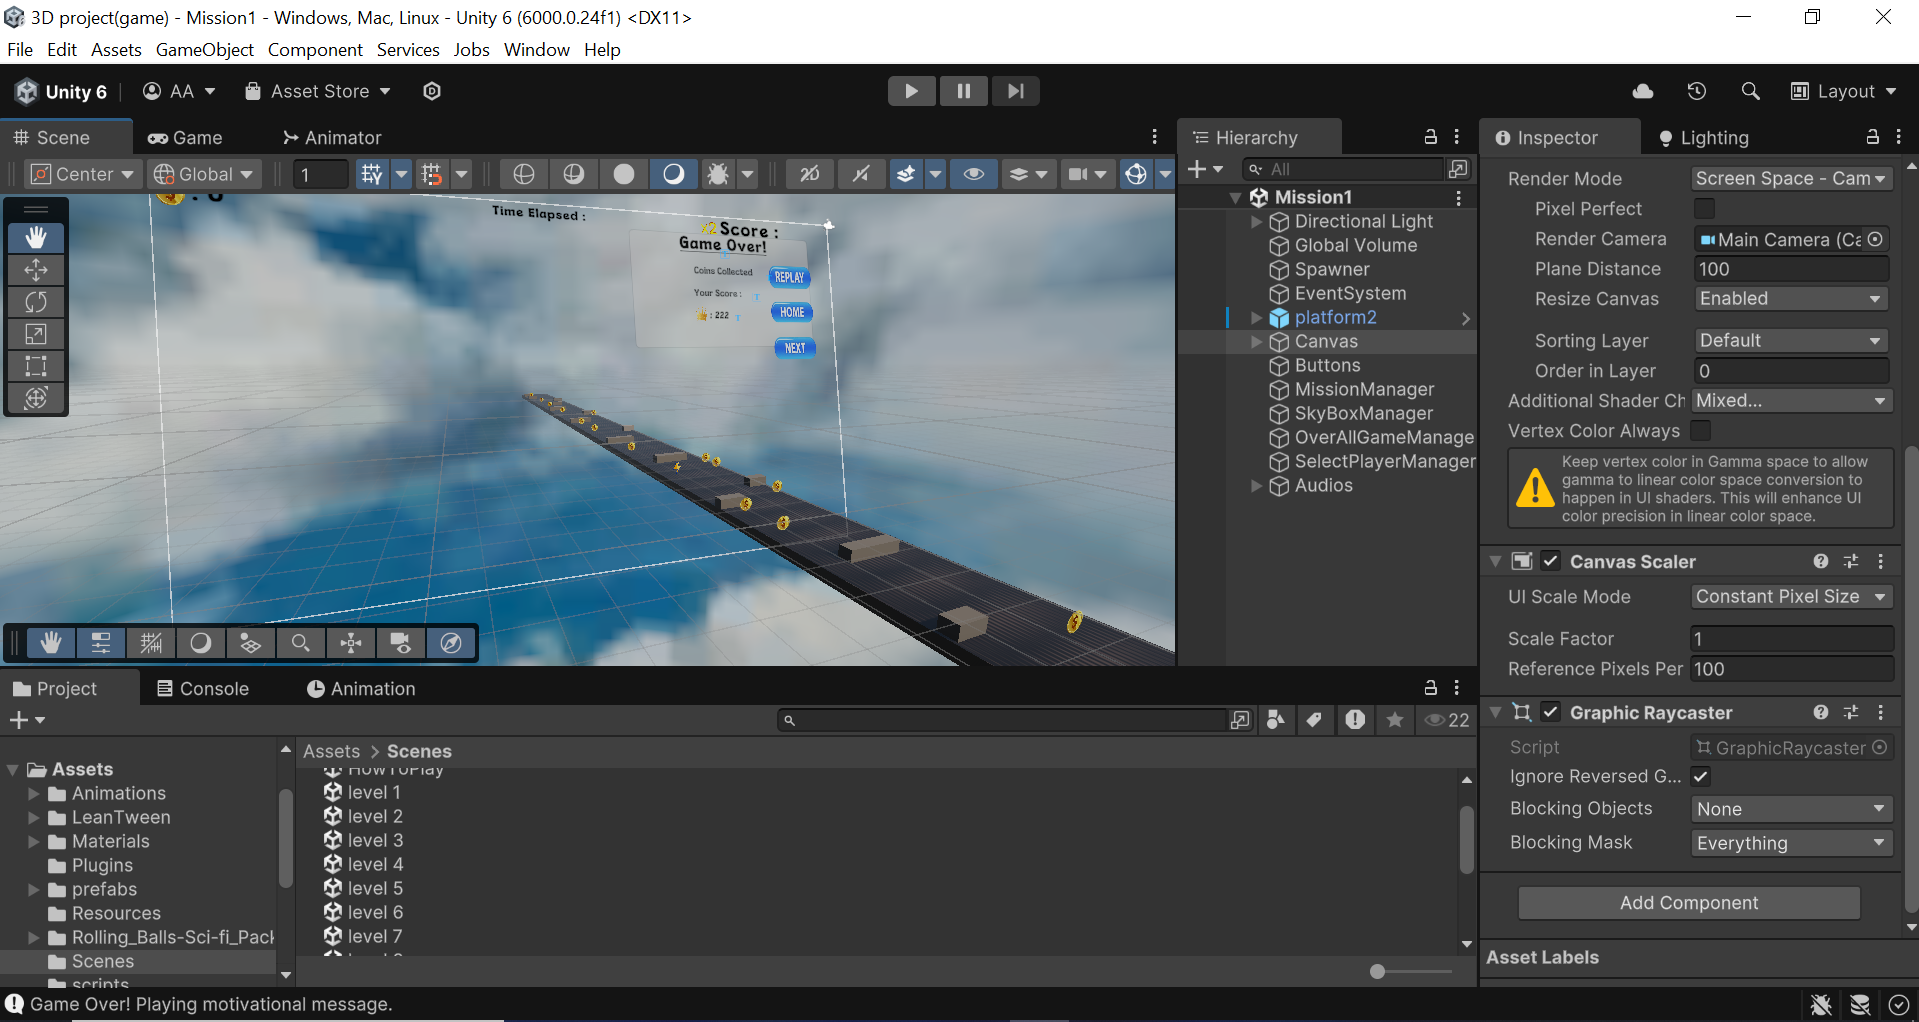 3D project(game) - Mission1 - Windows, Mac, Linux - Unity 6 (6000.0.24f1) <DX11>
File Edit Assets GameObject Component Services Jobs Window Help
Unity 6 AA Asset Store Layout
Scene Game Animator
Center Global 1
: 0
Time Elapsed :
x2 Score :
Game Over!
Coins Collected REPLAY
Your Score :
HOME
: 222
NEXT
Hierarchy
All
Mission1
Directional Light
Global Volume
Spawner
EventSystem
platform2
Canvas
Buttons
MissionManager
SkyBoxManager
OverAllGameManage
SelectPlayerManager
Audios
Inspector Lighting
Render Mode Screen Space - Cam
Pixel Perfect
Render Camera Main Camera (Ca
Plane Distance 100
Resize Canvas Enabled
Sorting Layer Default
Order in Layer 0
Additional Shader Ch Mixed...
Vertex Color Always
Keep vertex color in Gamma space to allow
gamma to linear color space conversion to
happen in UI shaders. This will enhance UI
color precision in linear color space.
Canvas Scaler
UI Scale Mode Constant Pixel Size
Scale Factor 1
Reference Pixels Per 100
Graphic Raycaster
Script GraphicRaycaster
Ignore Reversed G...
Blocking Objects None
Blocking Mask Everything
Add Component
Asset Labels
Project Console Animation
22
Assets
Animations
LeanTween
Materials
Plugins
prefabs
Resources
Rolling_Balls-Sci-fi_Pack
Scenes
scripts
Assets > Scenes
HowToPlay
level 1
level 2
level 3
level 4
level 5
level 6
level 7
Game Over! Playing motivational message.